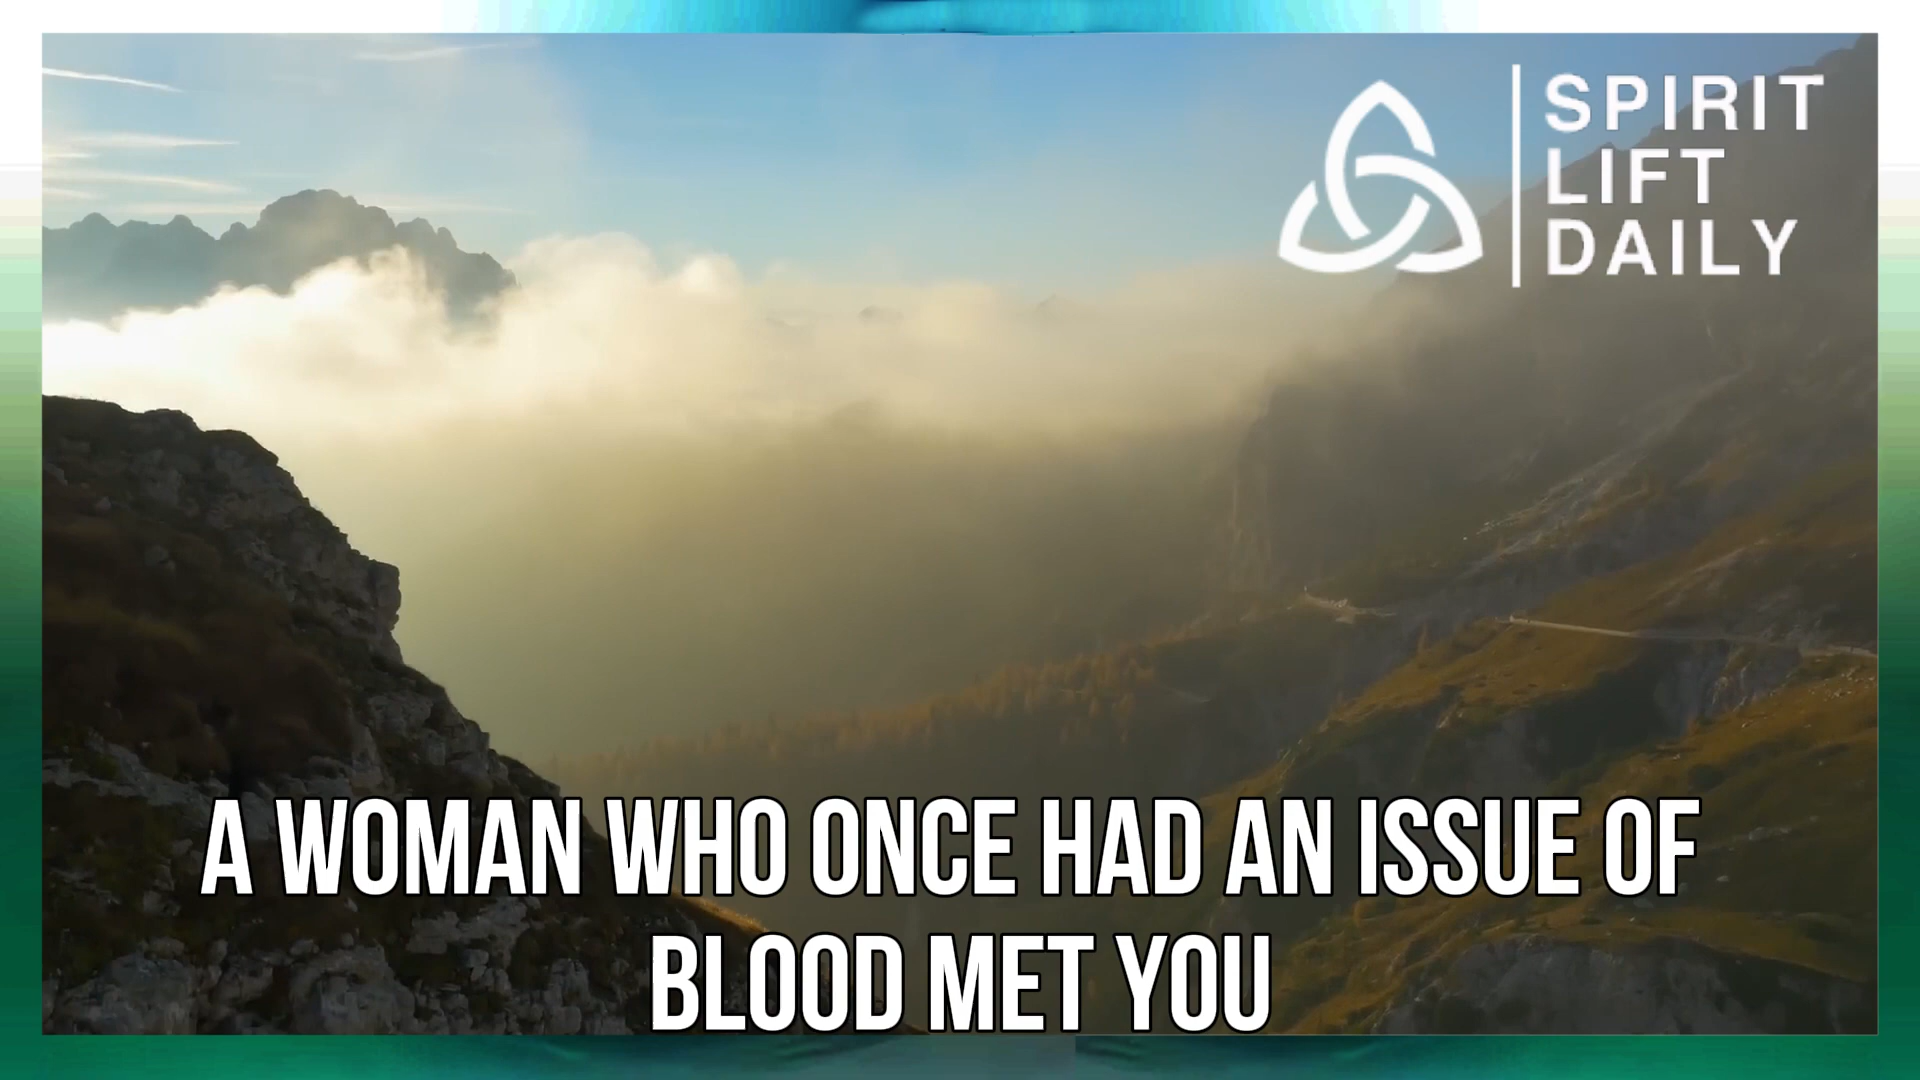 SPIRIT
LIFT
DAILY
A WOMAN WHO ONCE HAD AN ISSUE OF
BLOOD MET YOU